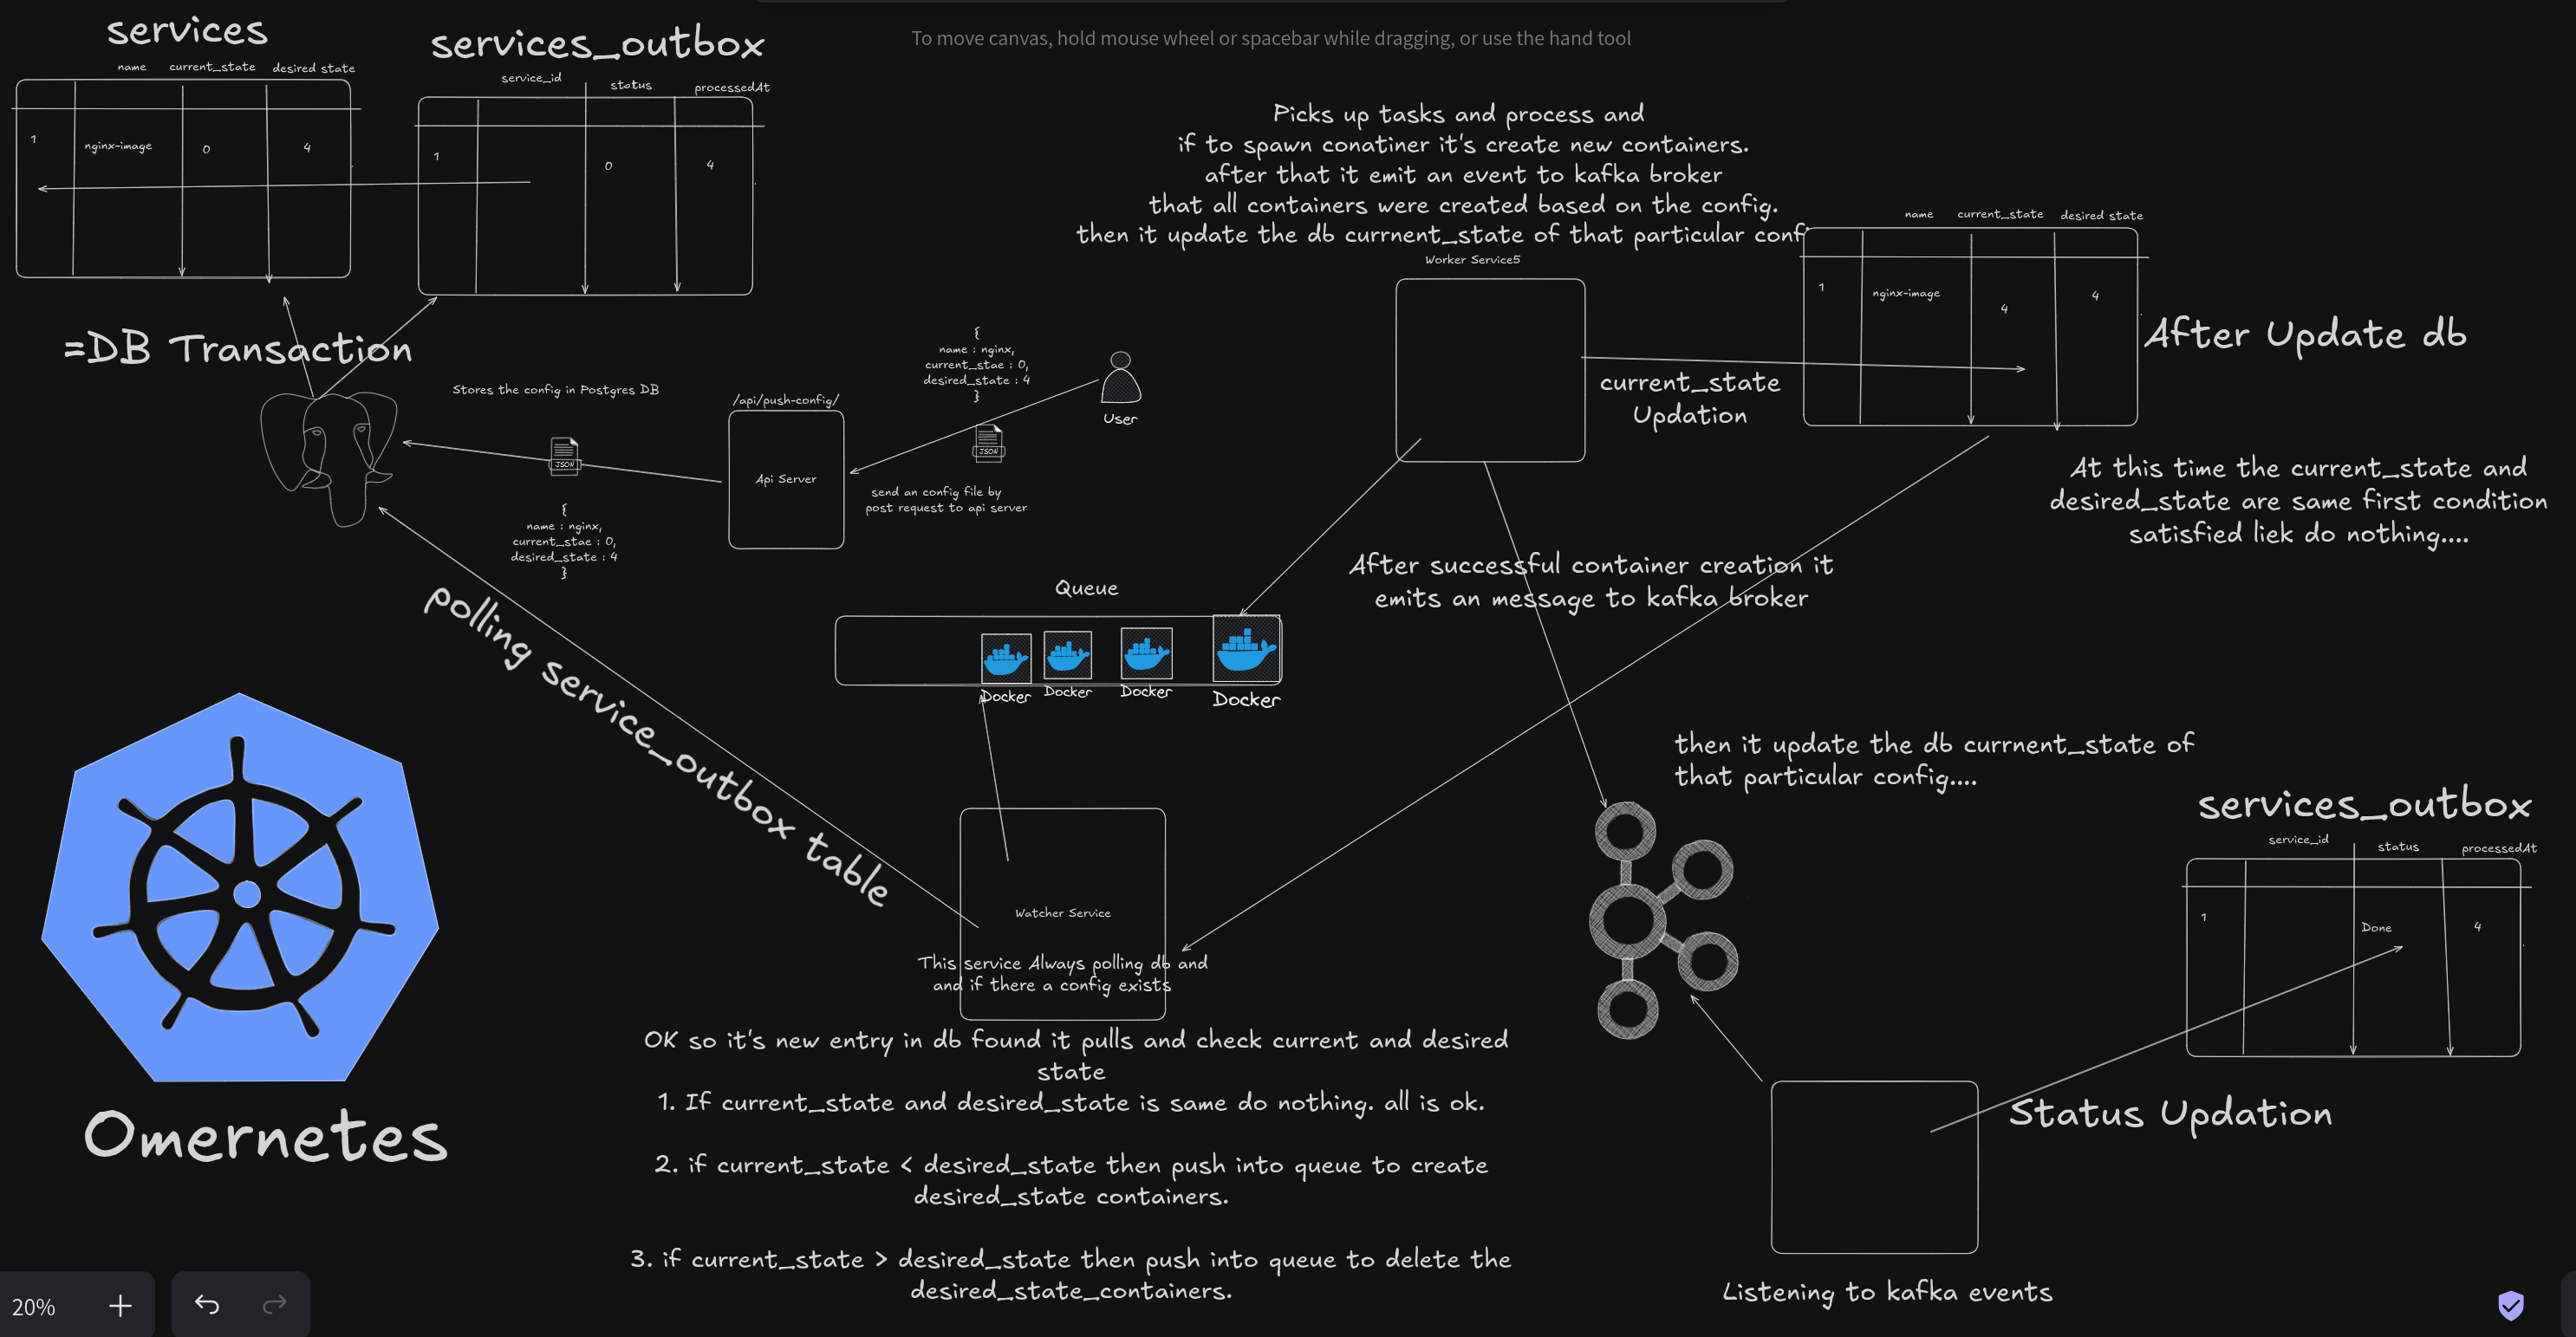 To move canvas, hold mouse wheel or spacebar while dragging, or use the hand tool
services
name current_state desired state
1 nginx-image 0 4
services_outbox
service_id status processedAt
1 0 4
=DB Transaction
Stores the config in Postgres DB
JSON
{
name : nginx,
current_stae : 0,
desired_state : 4
}
/api/push-config/
Api Server
{
name : nginx,
current_stae : 0,
desired_state : 4
}
JSON
User
send an config file by
post request to api server
Picks up tasks and process and
if to spawn conatiner it's create new containers.
after that it emit an event to kafka broker
that all containers were created based on the config.
then it update the db currnent_state of that particular conf
Worker Service5
current_state
Updation
name current_state desired state
1 nginx-image 4 4
After Update db
At this time the current_state and
desired_state are same first condition
satisfied liek do nothing....
After successful container creation it
emits an message to kafka broker
Queue
Docker Docker Docker Docker
polling service_outbox table
Watcher Service
This service Always polling db and
and if there a config exists
OK so it's new entry in db found it pulls and check current and desired
state
1. If current_state and desired_state is same do nothing. all is ok.
2. if current_state < desired_state then push into queue to create
desired_state containers.
3. if current_state > desired_state then push into queue to delete the
desired_state_containers.
then it update the db currnent_state of
that particular config....
services_outbox
service_id status processedAt
1 Done 4
Status Updation
Listening to kafka events
Omernetes
20%